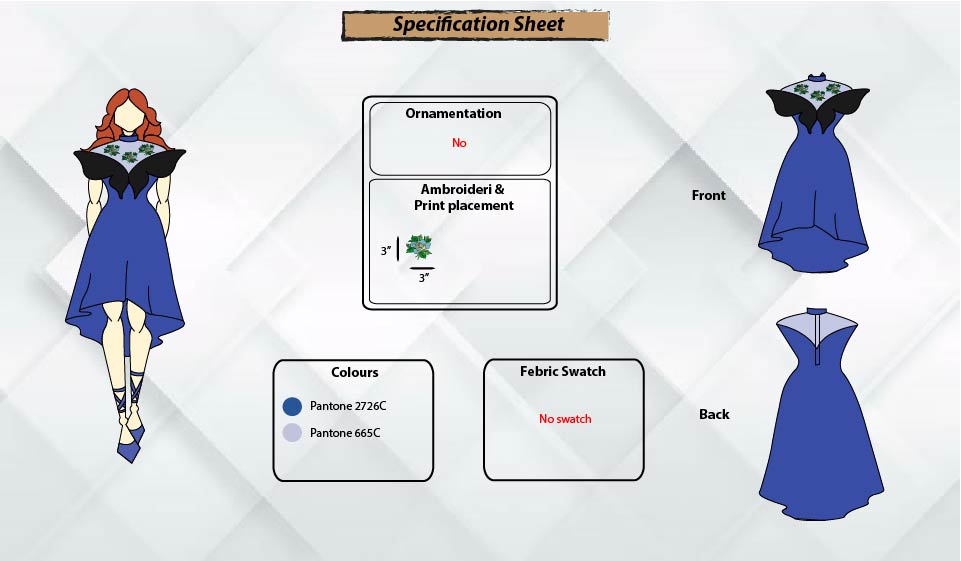 Specification Sheet
Ornamentation
No
Ambroideri &
Print placement
3”
3”
Colours
Pantone 2726C
Pantone 665C
Febric Swatch
No swatch
Front
Back